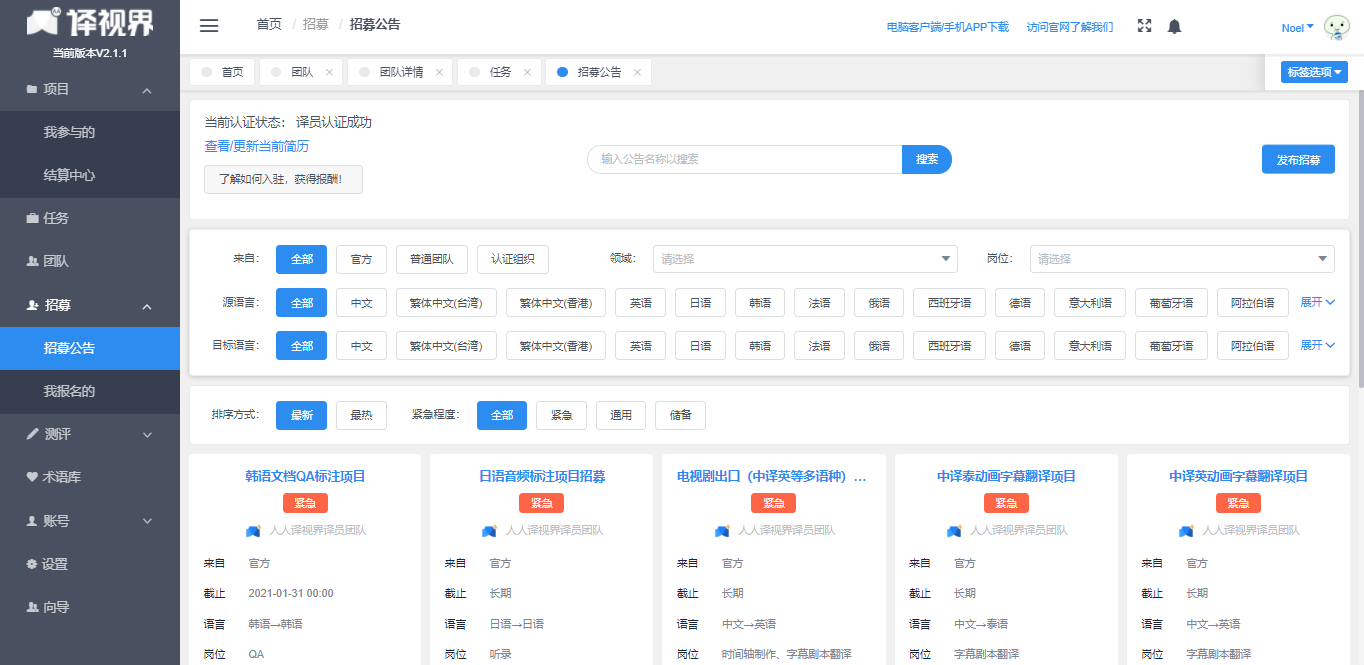 译视界
当前版本V2.1.1
项目
我参与的
结算中心
任务
团队
招募
招募公告
我报名的
测评
术语库
账号
设置
向导
首页 / 招募 / 招募公告
电脑客户端/手机APP下载 访问官网了解我们 Noel
首页 团队 × 团队详情 × 任务 × 招募公告 × 标签选项
当前认证状态： 译员认证成功
查看/更新当前简历
了解如何入驻，获得报酬!
输入公告名称以搜索 搜索
发布招募
来自： 全部 官方 普通团队 认证组织 领域: 请选择 岗位: 请选择
源语言： 全部 中文 繁体中文(台湾) 繁体中文(香港) 英语 日语 韩语 法语 俄语 西班牙语 德语 意大利语 葡萄牙语 阿拉伯语 展开
目标语言： 全部 中文 繁体中文(台湾) 繁体中文(香港) 英语 日语 韩语 法语 俄语 西班牙语 德语 意大利语 葡萄牙语 阿拉伯语 展开
排序方式： 最新 最热 紧急程度： 全部 紧急 通用 储备
韩语文档QA标注项目
紧急
人人译视界译员团队
来自 官方
截止 2021-01-31 00:00
语言 韩语→韩语
岗位 QA
日语音频标注项目招募
紧急
人人译视界译员团队
来自 官方
截止 长期
语言 日语→日语
岗位 听录
电视剧出口（中译英等多语种）...
紧急
人人译视界译员团队
来自 官方
截止 长期
语言 中文→英语
岗位 时间轴制作、字幕剧本翻译
中译泰动画字幕翻译项目
紧急
人人译视界译员团队
来自 官方
截止 长期
语言 中文→泰语
岗位 字幕剧本翻译
中译英动画字幕翻译项目
紧急
人人译视界译员团队
来自 官方
截止 长期
语言 中文→英语
岗位 字幕剧本翻译